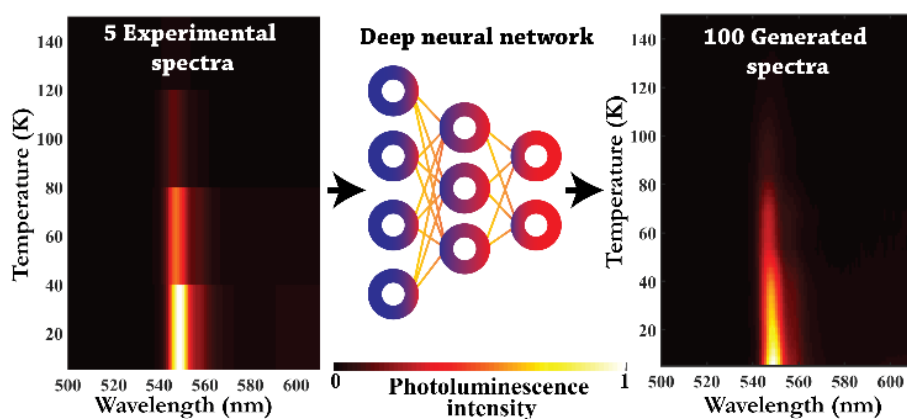 5 Experimental
spectra
Temperature (K)
140
120
100
80
60
40
20
500 520 540 560 580 600
Wavelength (nm)
Deep neural network
0 1
Photoluminescence
intensity
100 Generated
spectra
Temperature (K)
140
120
100
80
60
40
20
500 520 540 560 580 600
Wavelength (nm)